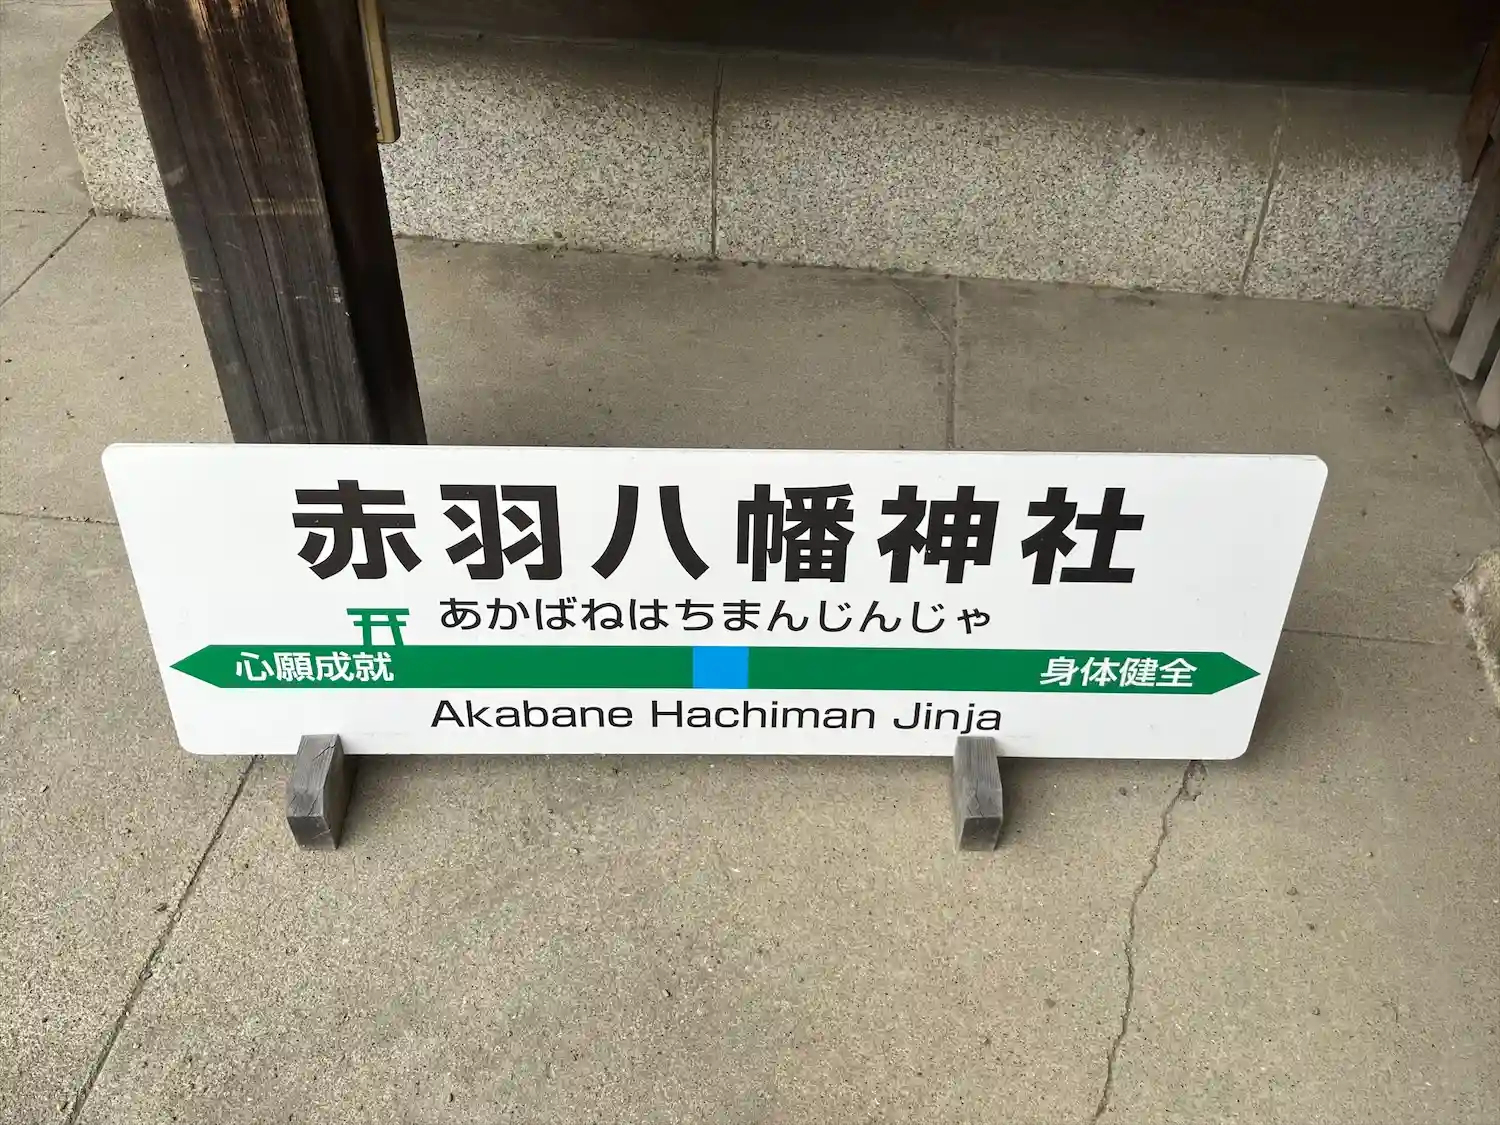 赤羽八幡神社
あかばねはちまんじんじゃ
心願成就
身体健全
Akabane Hachiman Jinja